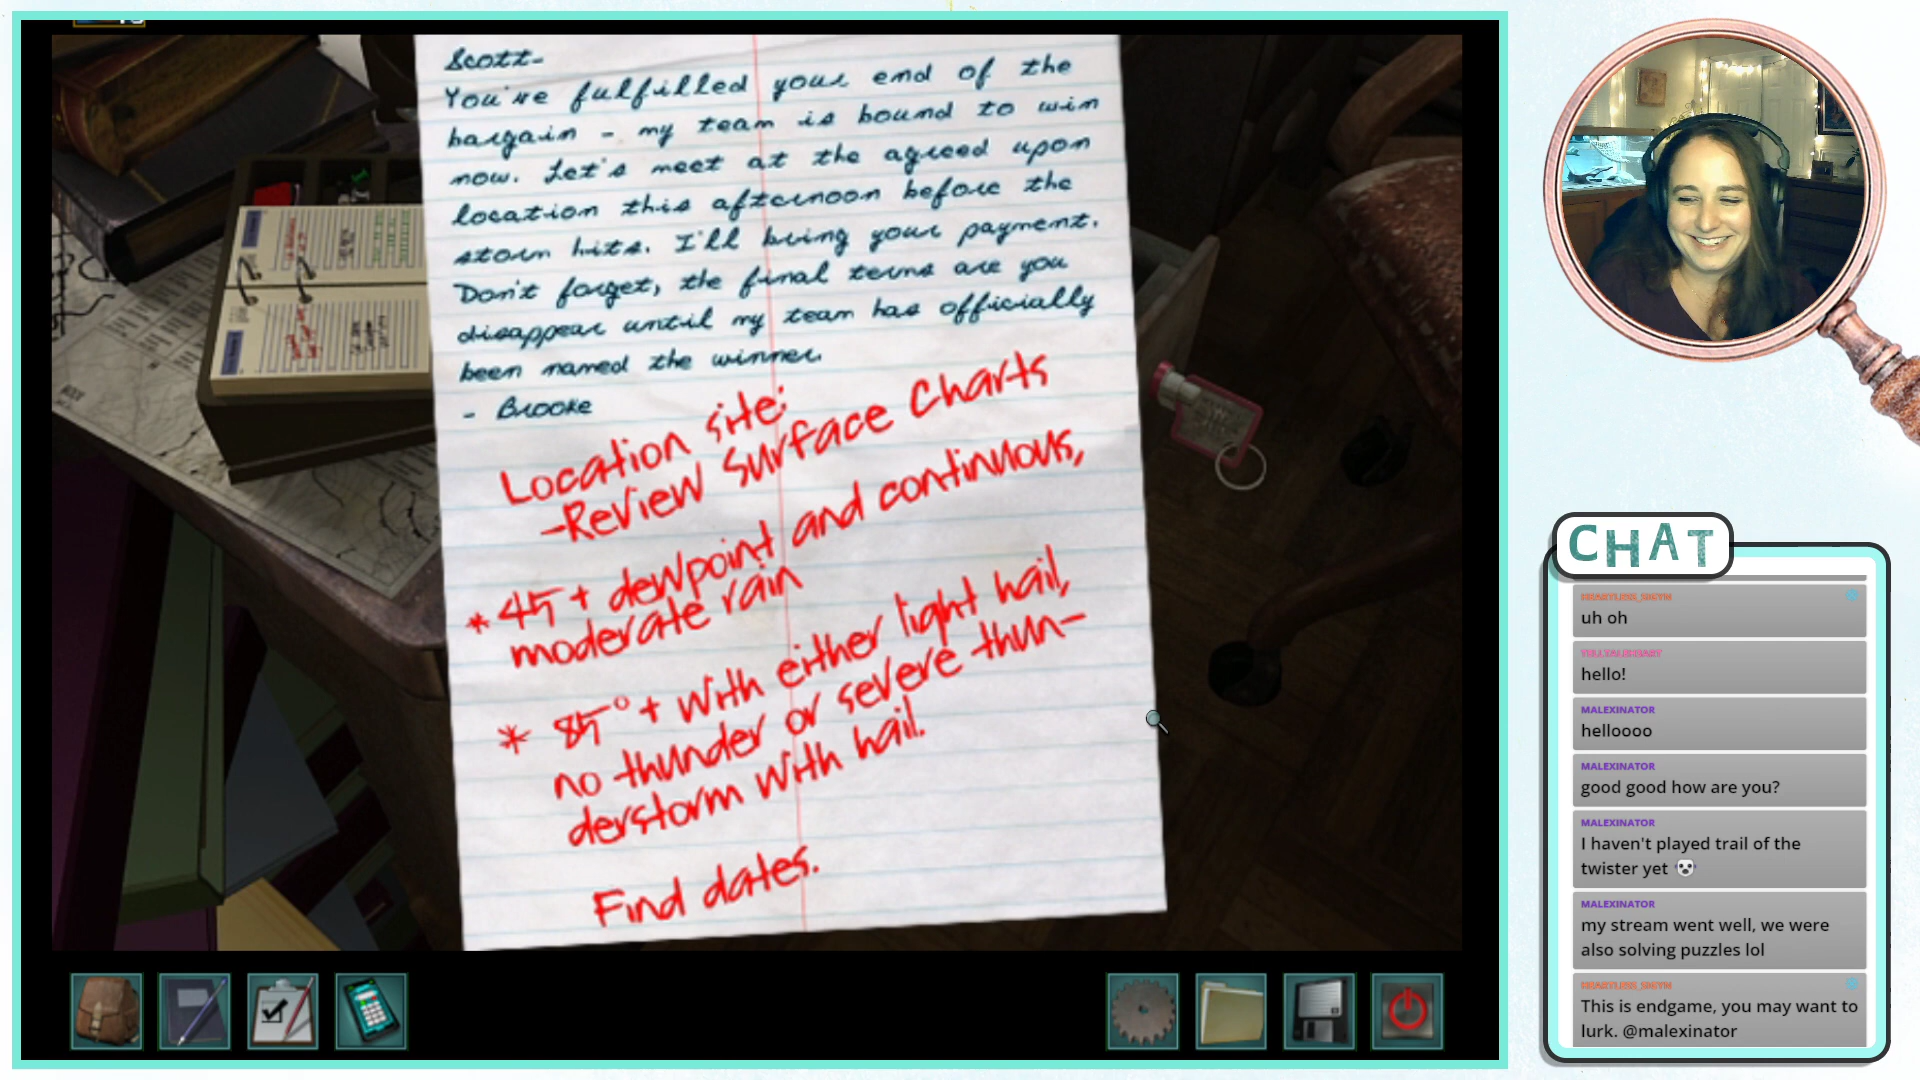 Scott-
You've fulfilled your end of the
bargain - my team is bound to win
now. Let's meet at the agreed upon
location this afternoon before the
storm hits. I'll bring your payment.
Don't forget, the final terms are you
disappear until my team has officially
been named the winner.
- Brooke
Location site:
-Review Surface Charts
* 45+ dewpoint and continuous,
moderate rain
* 85°+ with either light hail,
no thunder or severe thun-
derstorm with hail.
Find dates.
CHAT
uh oh
hello!
MALEXINATOR
helloooo
MALEXINATOR
good good how are you?
MALEXINATOR
I haven't played trail of the
twister yet
MALEXINATOR
my stream went well, we were
also solving puzzles lol
This is endgame, you may want to
lurk. @malexinator